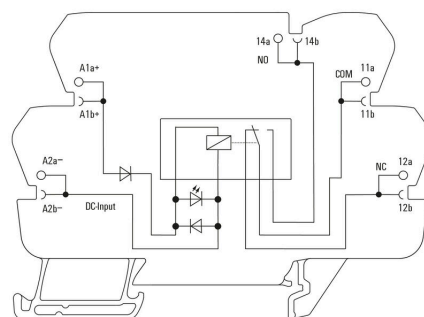 14a
14b
NO
A1a+
A1b+
COM
11a
11b
A2a−
A2b−
DC-Input
NC
12a
12b